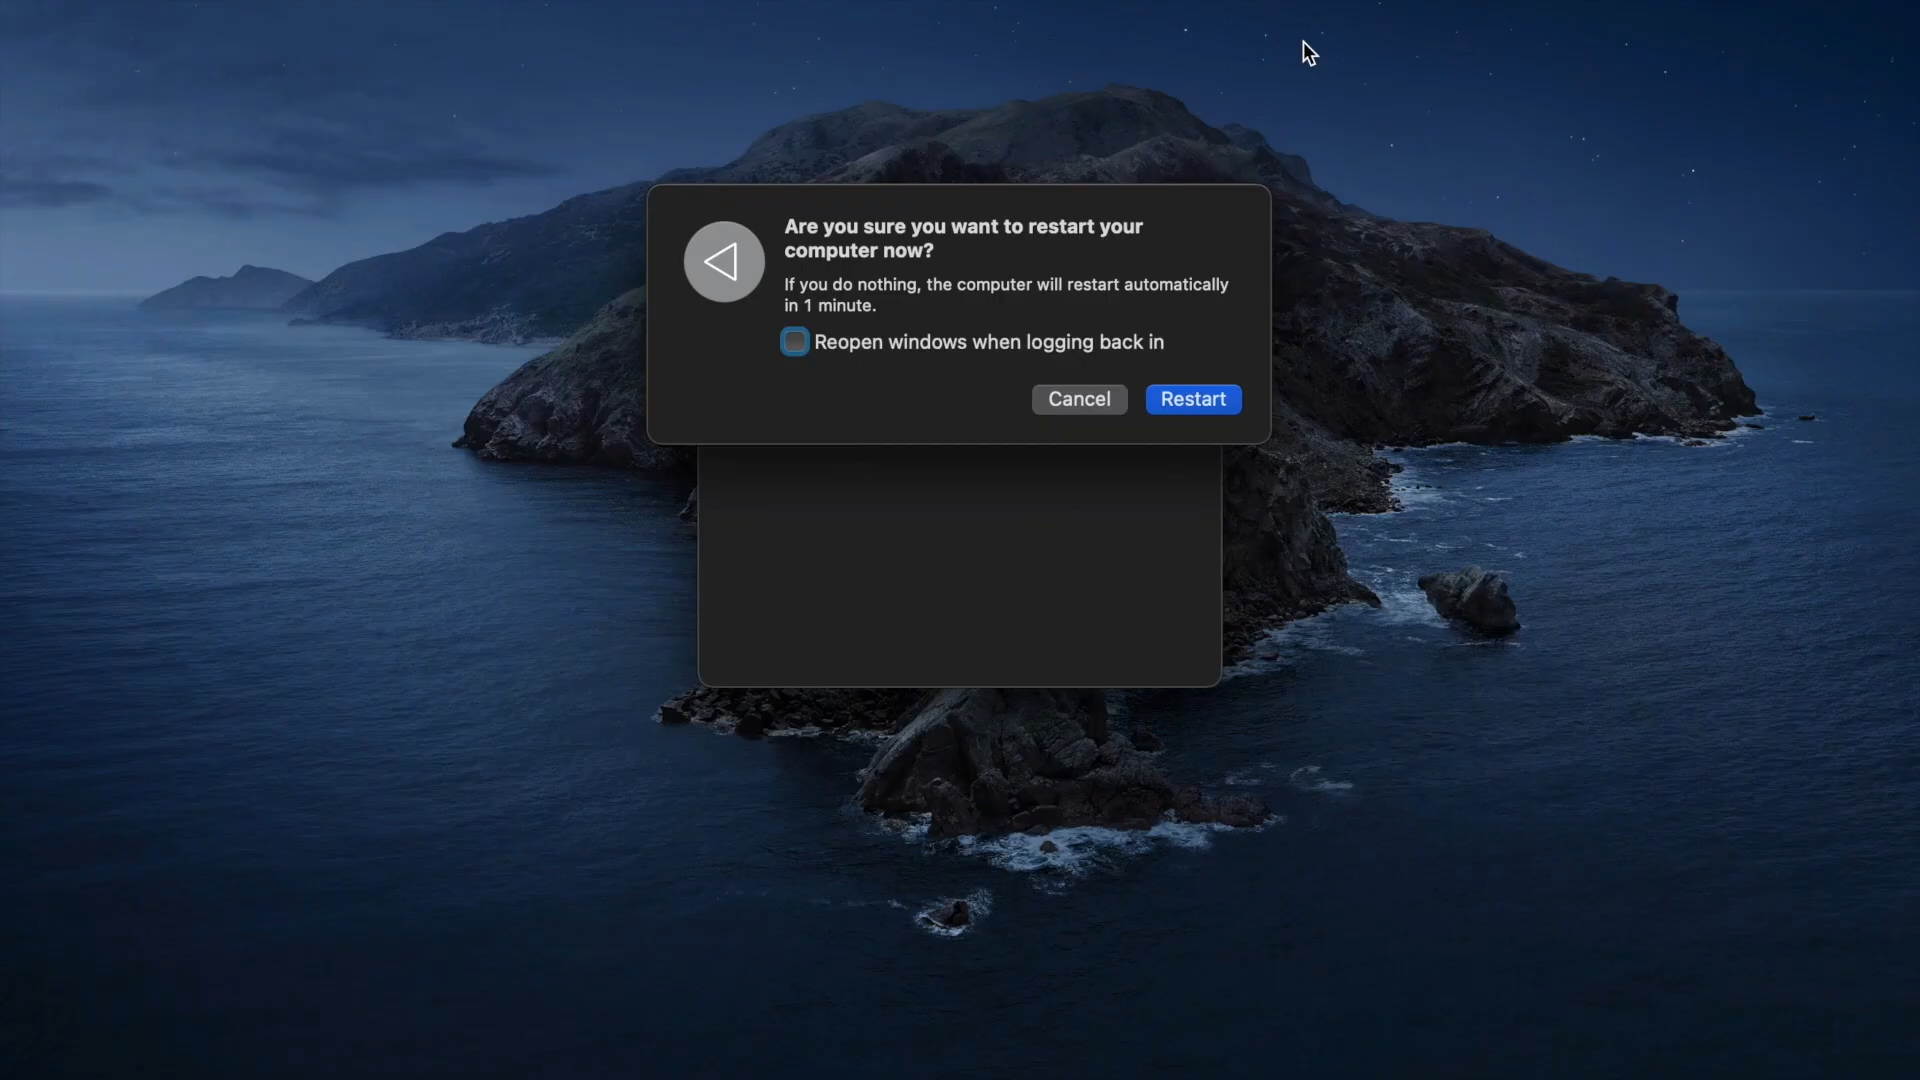 Are you sure you want to restart your
computer now?
If you do nothing, the computer will restart automatically
in 1 minute.
Reopen windows when logging back in
Cancel
Restart